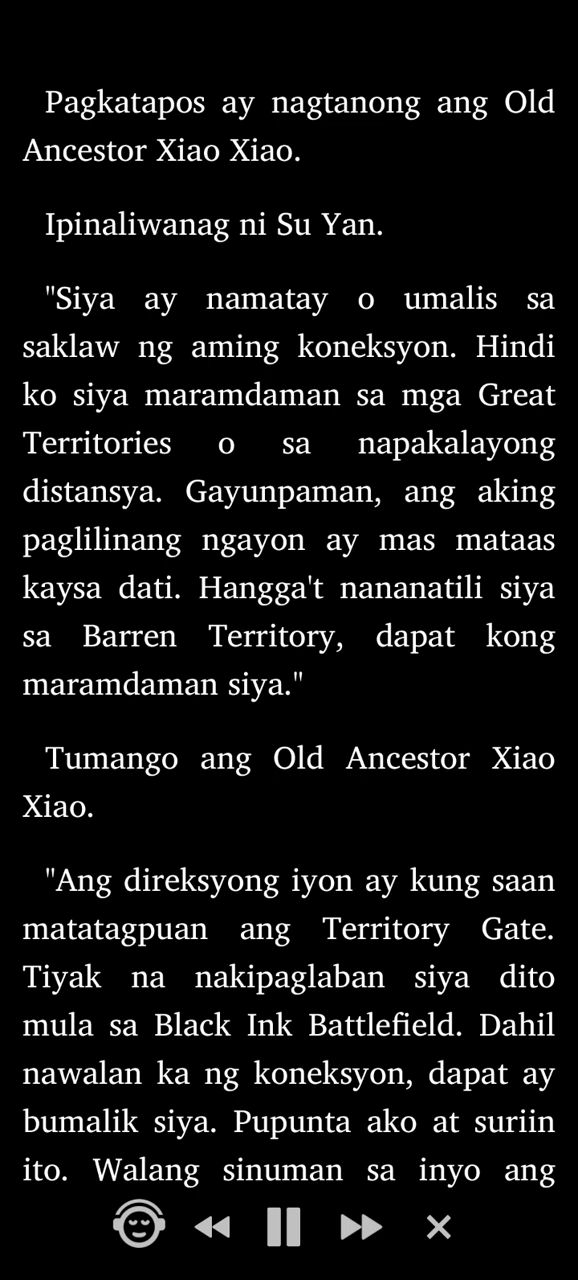 Pagkatapos ay nagtanong ang Old
Ancestor Xiao Xiao.
Ipinaliwanag ni Su Yan.
"Siya ay namatay o umalis sa
saklaw ng aming koneksyon. Hindi
ko siya maramdaman sa mga Great
Territories o sa napakalayong
distansya. Gayunpaman, ang aking
paglilinang ngayon ay mas mataas
kaysa dati. Hangga't nananatili siya
sa Barren Territory, dapat kong
maramdaman siya."
Tumango ang Old Ancestor Xiao
Xiao.
"Ang direksyong iyon ay kung saan
matatagpuan ang Territory Gate.
Tiyak na nakipaglaban siya dito
mula sa Black Ink Battlefield. Dahil
nawalan ka ng koneksyon, dapat ay
bumalik siya. Pupunta ako at suriin
ito. Walang sinuman sa inyo ang